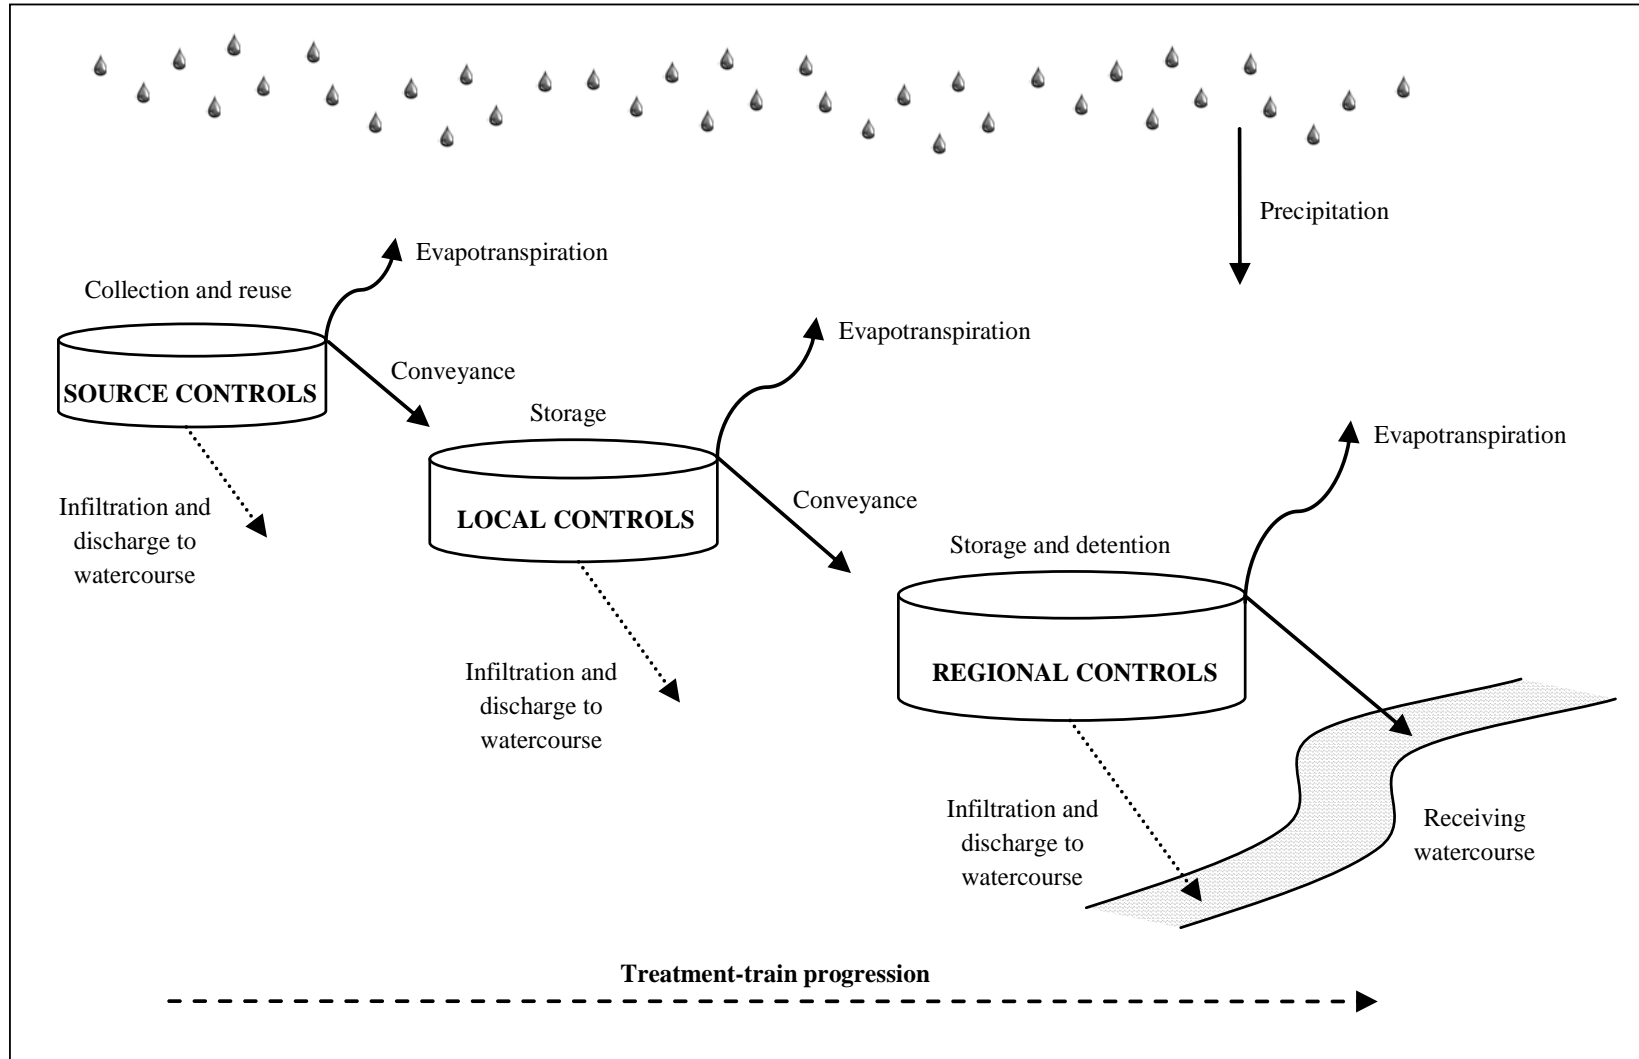 Precipitation
Evapotranspiration
Collection and reuse
SOURCE CONTROLS
Conveyance
Infiltration and
discharge to
watercourse
Evapotranspiration
Storage
LOCAL CONTROLS
Conveyance
Infiltration and
discharge to
watercourse
Evapotranspiration
Storage and detention
REGIONAL CONTROLS
Infiltration and
discharge to
watercourse
Receiving
watercourse
Treatment-train progression